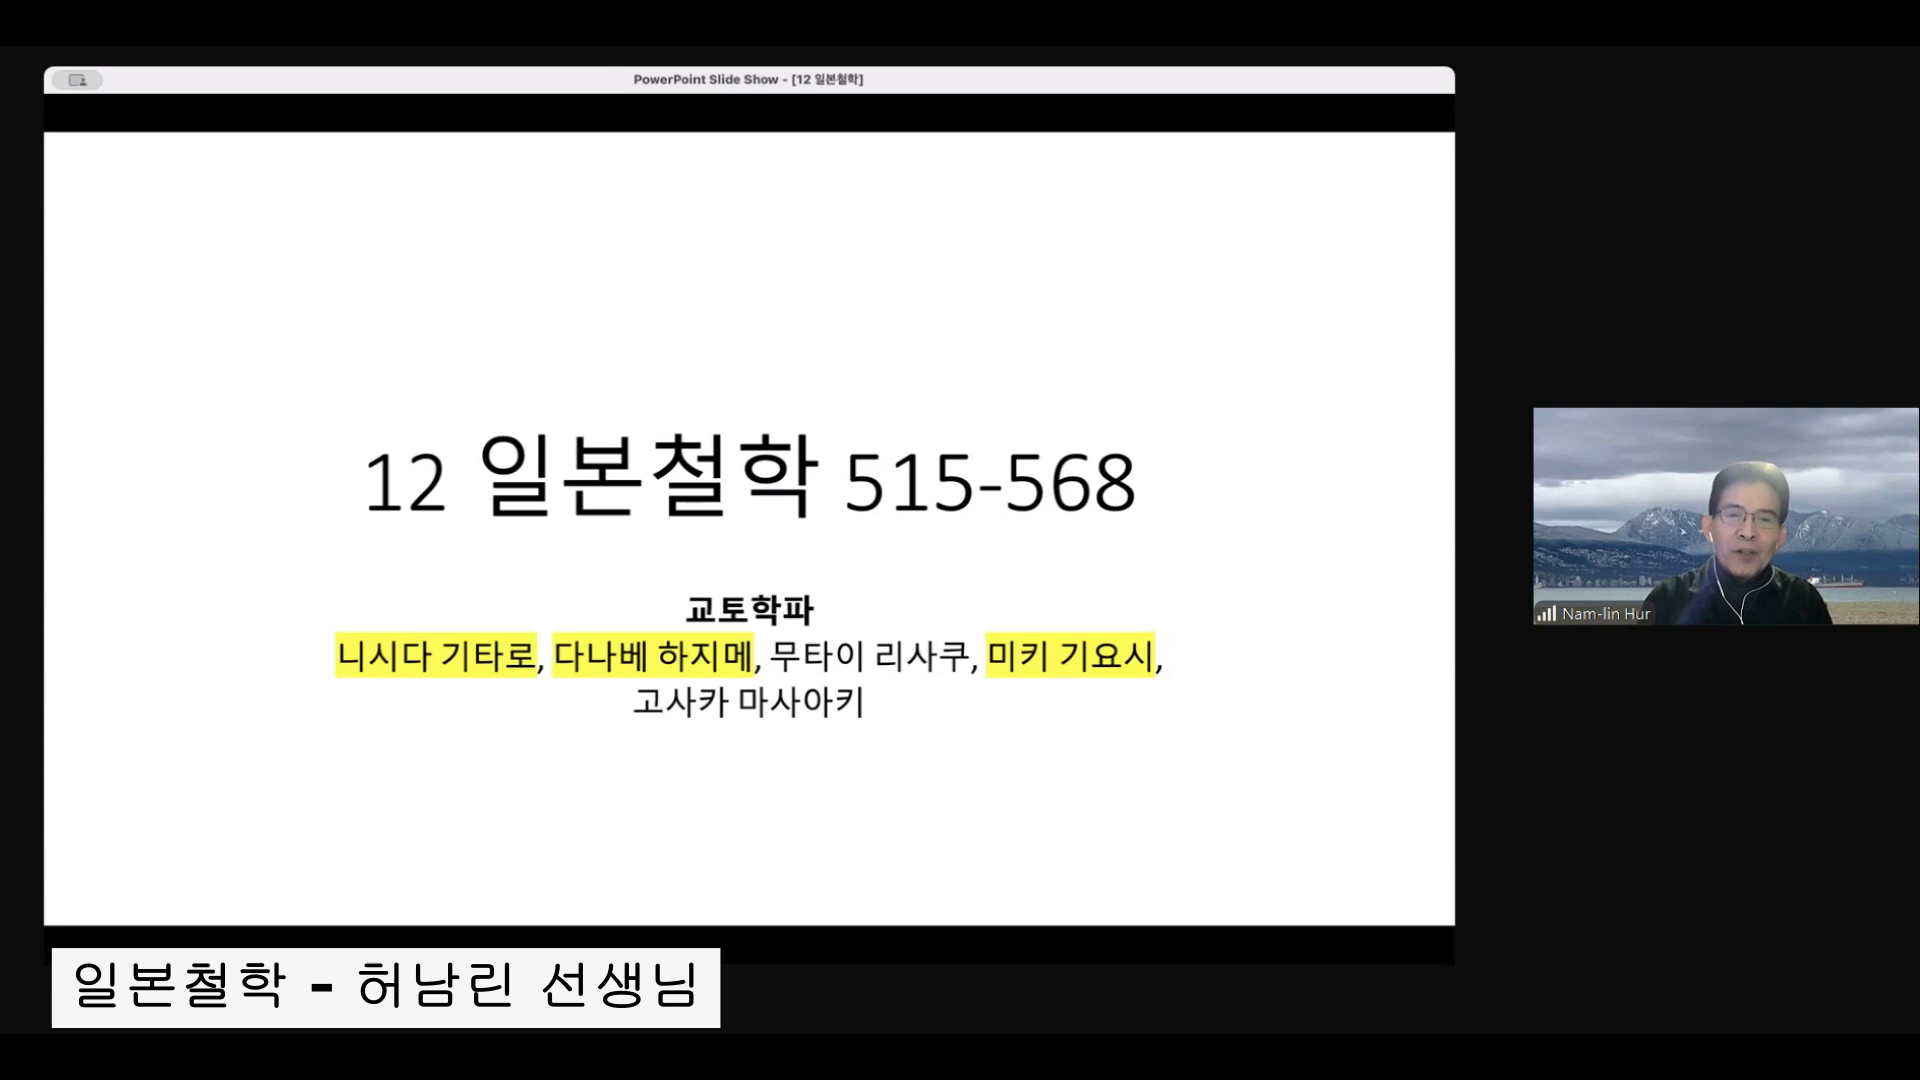 PowerPoint Slide Show - [12 일본철학]
12 일본철학 515-568
교토학파
니시다 기타로, 다나베 하지메, 무타이 리사쿠, 미키 기요시,
고사카 마사아키
Nam-lin Hur
일본철학 - 허남린 선생님